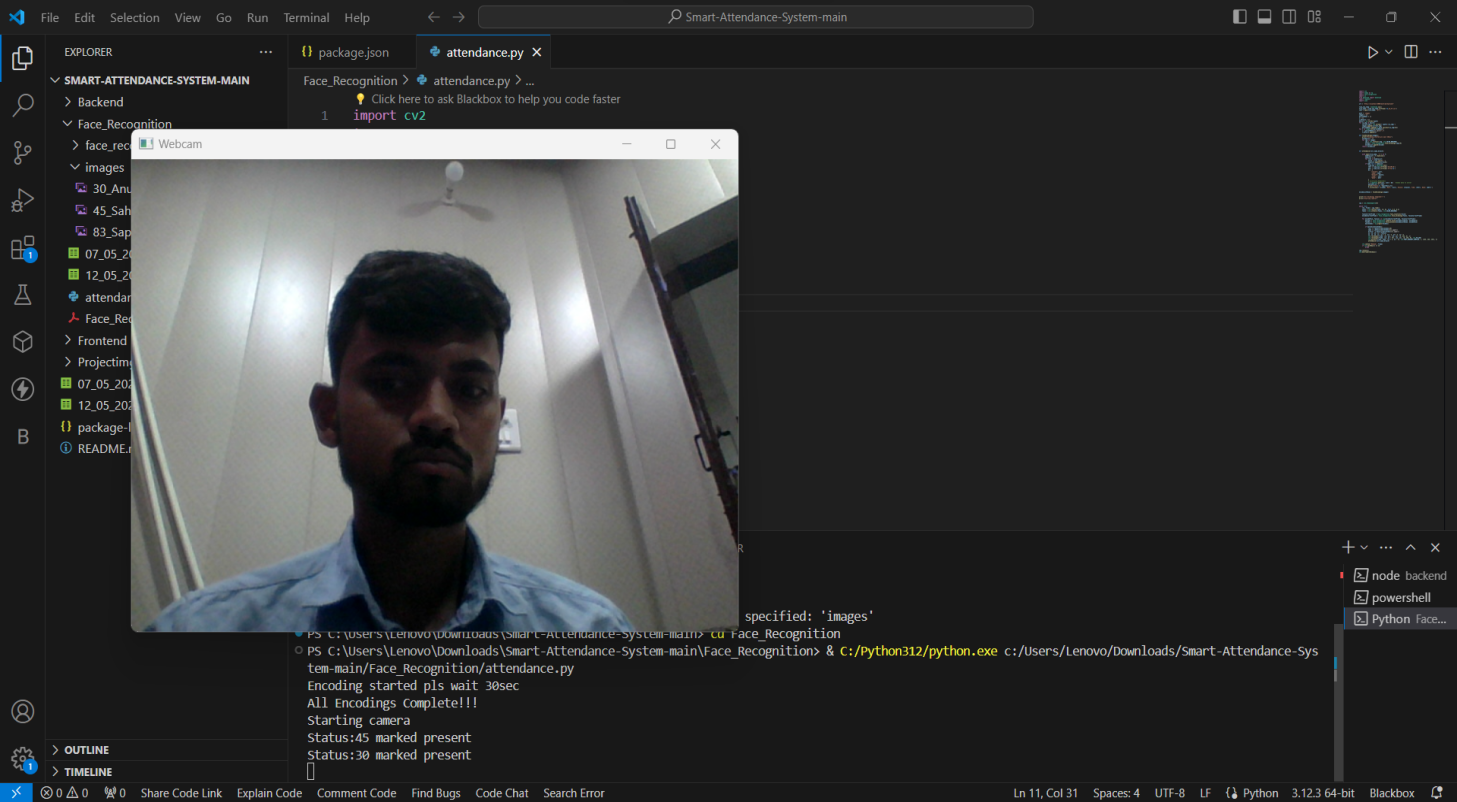 File Edit Selection View Go Run Terminal Help
Smart-Attendance-System-main
EXPLORER
SMART-ATTENDANCE-SYSTEM-MAIN
Backend
Face_Recognition
face_rec
images
30_Anu
45_Sah
83_Sap
07_05_20
12_05_20
attendar
Face_Rec
Frontend
Projectim
07_05_202
12_05_202
package-l
README.r
OUTLINE
TIMELINE
B
1
1
package.json
attendance.py
Face_Recognition > attendance.py > ...
Click here to ask Blackbox to help you code faster
1 import cv2
Webcam
R
specified: 'images'
PS C:\Users\Lenovo\Downloads\Smart-Attendance-System-main> cd Face_Recognition
PS C:\Users\Lenovo\Downloads\Smart-Attendance-System-main\Face_Recognition> & C:/Python312/python.exe c:/Users/Lenovo/Downloads/Smart-Attendance-Sys
tem-main/Face_Recognition/attendance.py
Encoding started pls wait 30sec
All Encodings Complete!!!
Starting camera
Status:45 marked present
Status:30 marked present
node backend
powershell
Python Face...
0 0 0 Share Code Link Explain Code Comment Code Find Bugs Code Chat Search Error
Ln 11, Col 31 Spaces: 4 UTF-8 LF Python 3.12.3 64-bit Blackbox